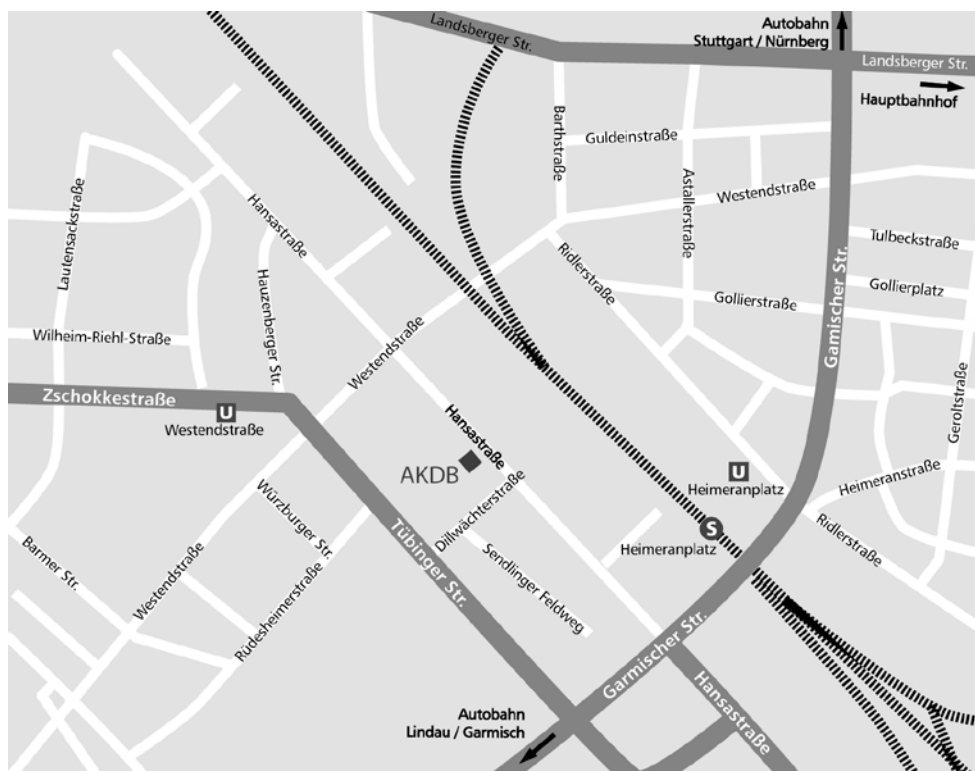 Autobahn
Stuttgart / Nürnberg
Landsberger Str.
Landsberger Str.
Hauptbahnhof
Barthstraße
Guldeinstraße
Astallerstraße
Westendstraße
Hansastraße
Lautensackstraße
Tulbeckstraße
Ridlerstraße
Hauzenberger Str.
Gollierplatz
Gollierstraße
Gamischer Str.
Wilheim-Riehl-Straße
Westendstraße
Zschokkestraße
Geroltstraße
U
Westendstraße
Hansastraße
AKDB
U
Heimeranplatz
Heimeranstraße
Würzburger Str.
Dillwächterstraße
S
Heimeranplatz
Ridlerstraße
Tübinger Str.
Sendlinger Feldweg
Barmer Str.
Westendstraße
Rüdesheimerstraße
Garmischer Str.
Hansastraße
Autobahn
Lindau / Garmisch